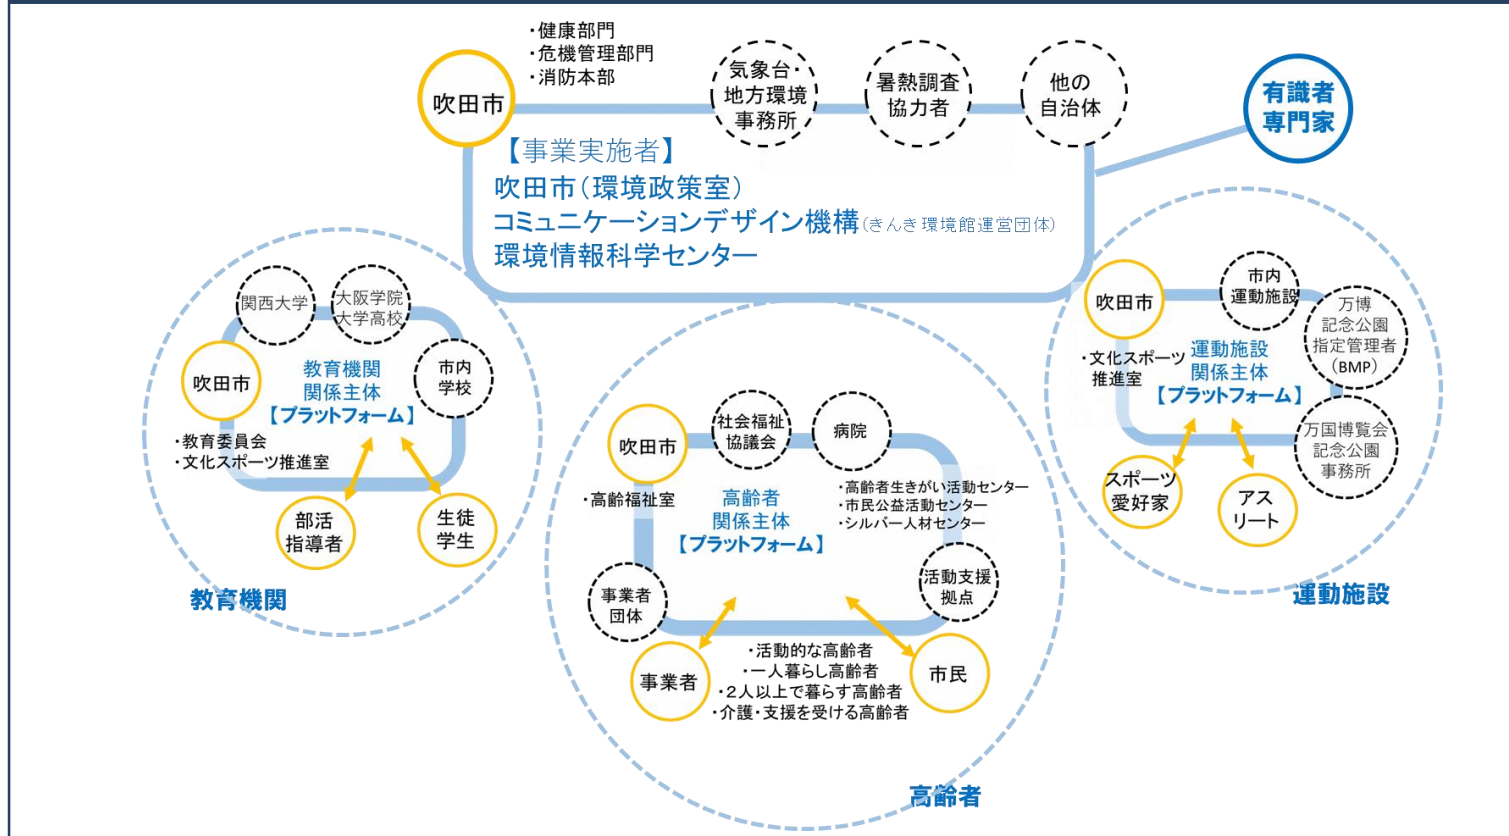 ・健康部門
・危機管理部門
・消防本部
吹田市
気象台・
地方環境
事務所
暑熱調査
協力者
他の
自治体
有識者
専門家
【事業実施者】
吹田市（環境政策室）
コミュニケーションデザイン機構(きんき環境館運営団体)
環境情報科学センター
関西大学
大阪学院
大学高校
吹田市
市内
学校
教育機関
関係主体
【プラットフォーム】
・教育委員会
・文化スポーツ推進室
部活
指導者
生徒
学生
教育機関
吹田市
社会福祉
協議会
病院
・高齢福祉室
・高齢者生きがい活動センター
・市民公益活動センター
・シルバー人材センター
高齢者
関係主体
【プラットフォーム】
事業者
団体
活動支援
拠点
事業者
市民
・活動的な高齢者
・一人暮らし高齢者
・２人以上で暮らす高齢者
・介護・支援を受ける高齢者
高齢者
吹田市
市内
運動施設
万博
記念公園
指定管理者
（BMP）
・文化スポーツ
推進室
運動施設
関係主体
【プラットフォーム】
万国博覧会
記念公園
事務所
スポーツ
愛好家
アス
リート
運動施設